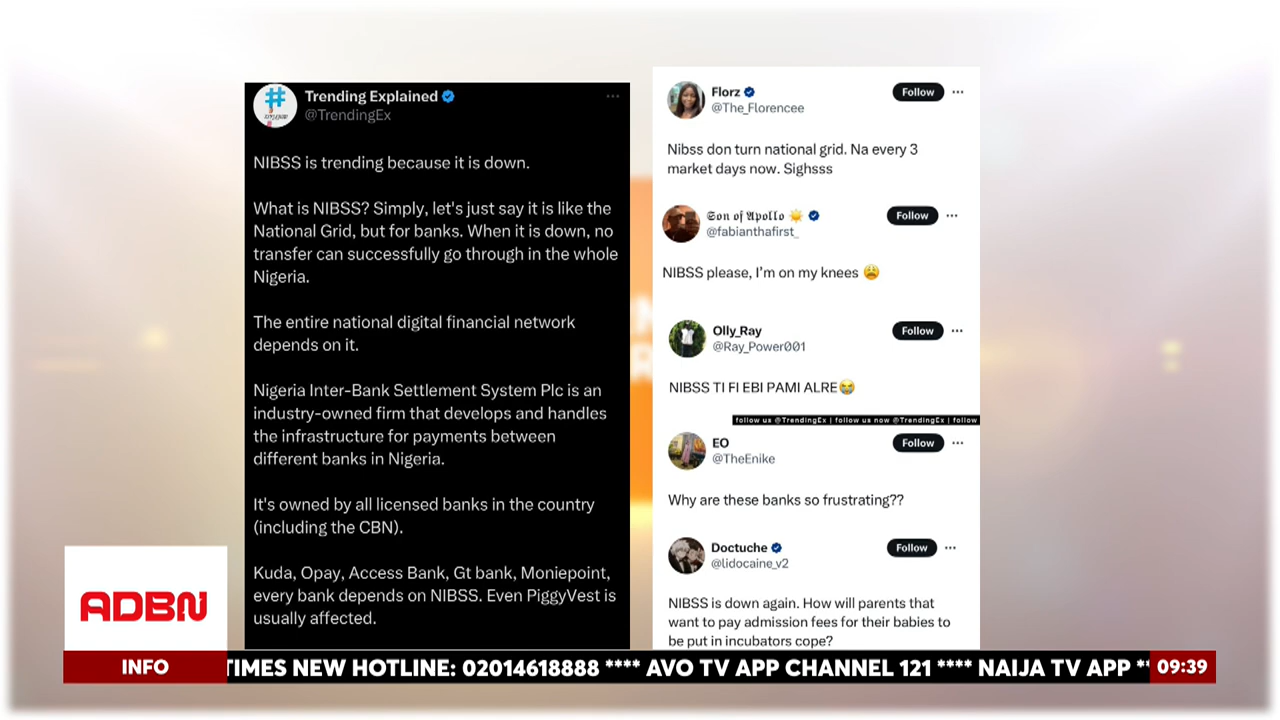 Trending Explained
@TrendingEx
NIBSS is trending because it is down.
What is NIBSS? Simply, let's just say it is like the
National Grid, but for banks. When it is down, no
transfer can successfully go through in the whole
Nigeria.
The entire national digital financial network
depends on it.
Nigeria Inter-Bank Settlement System Plc is an
industry-owned firm that develops and handles
the infrastructure for payments between
different banks in Nigeria.
It's owned by all licensed banks in the country
(including the CBN).
Kuda, Opay, Access Bank, Gt bank, Moniepoint,
every bank depends on NIBSS. Even PiggyVest is
usually affected.
Florz
@The_Florencee
Follow
Nibss don turn national grid. Na every 3
market days now. Sighsss
𝕾𝖔𝖓 𝖔𝖋 𝕬𝖕𝖔𝖑𝖑𝖔 ☀️
@fabianthafirst_
Follow
NIBSS please, I'm on my knees 😩
Olly_Ray
@Ray_Power001
Follow
NIBSS TI FI EBI PAMI ALRE😭
follow us @TrendingEx | follow us now @TrendingEx | follow
EO
@TheEnike
Follow
Why are these banks so frustrating??
Doctuche
@lidocaine_v2
Follow
NIBSS is down again. How will parents that
want to pay admission fees for their babies to
be put in incubators cope?
ADBN
INFO
TIMES NEW HOTLINE: 02014618888 **** AVO TV APP CHANNEL 121 **** NAIJA TV APP *
09:39